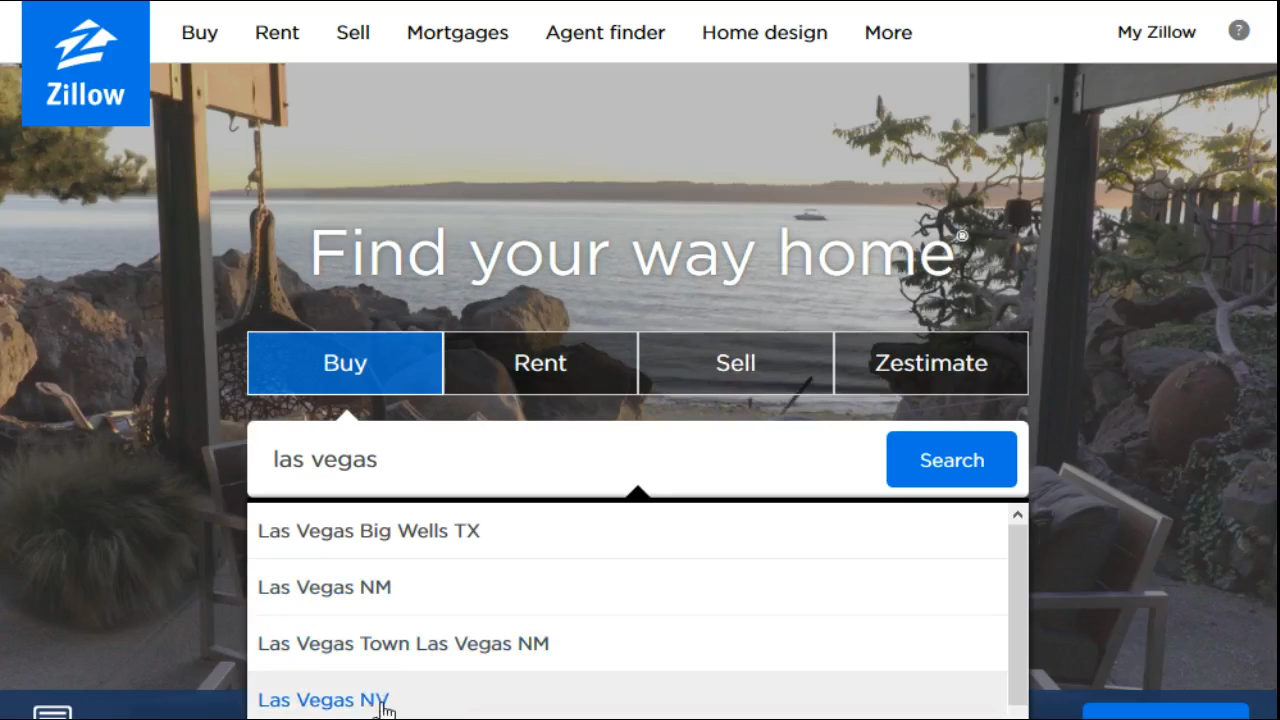 Buy Rent Sell Mortgages Agent finder Home design More My Zillow ?
Zillow
Find your way home®
Buy Rent Sell Zestimate
las vegas Search
Las Vegas Big Wells TX
Las Vegas NM
Las Vegas Town Las Vegas NM
Las Vegas NV